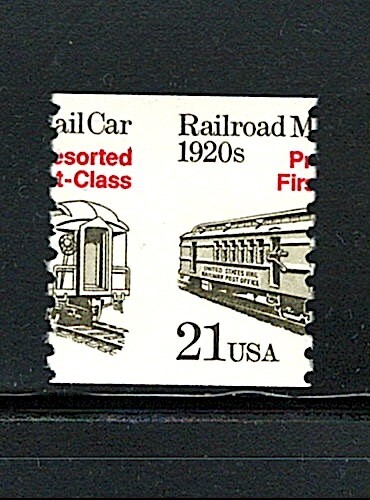 ail Car
esorted
t-Class
Railroad M
1920s
Pr
Firs
UNITED STATES MAIL
RAILWAY POST OFFICE
21USA